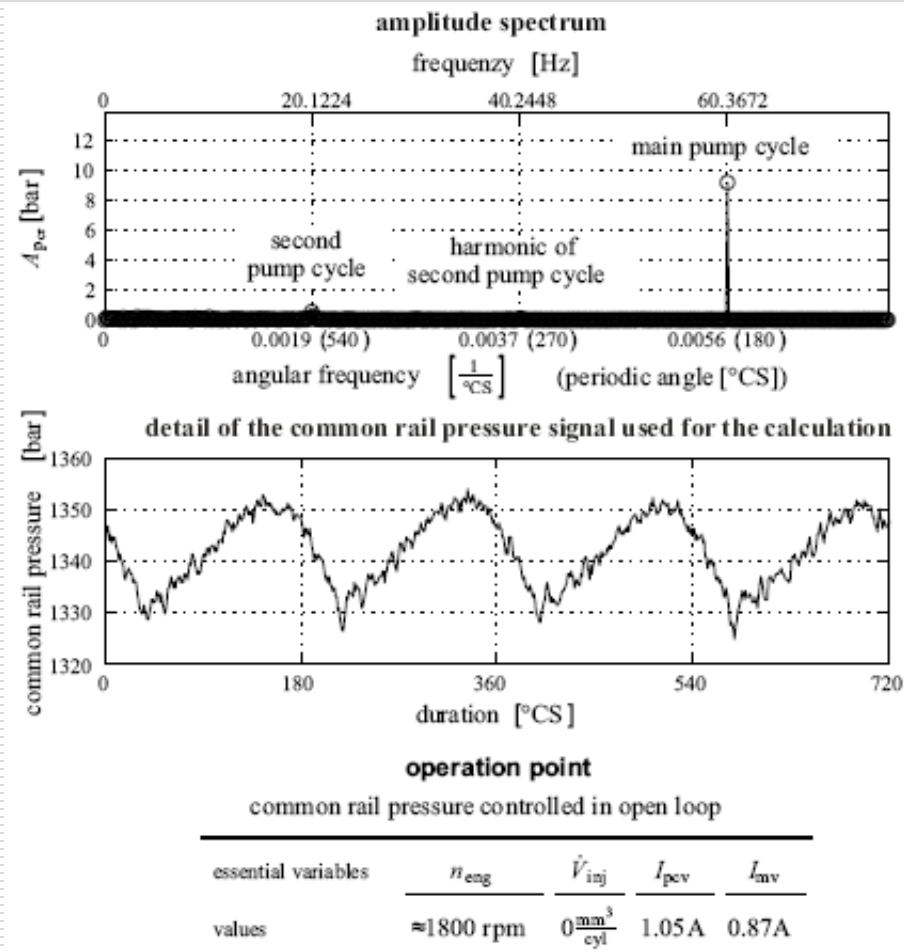 amplitude spectrum
frequenzy [Hz]
0 20.1224 40.2448 60.3672
12
10
8
6
4
2
0
A_pcr [bar]
main pump cycle
second
pump cycle
harmonic of
second pump cycle
0 0.0019 (540) 0.0037 (270) 0.0056 (180)
angular frequency [1/°CS] (periodic angle [°CS])
detail of the common rail pressure signal used for the calculation
common rail pressure [bar]
1360
1350
1340
1330
1320
0 180 360 540 720
duration [°CS]
operation point
common rail pressure controlled in open loop
essential variables n_eng V̇_inj I_pcv I_mv
values ≈1800 rpm 0 mm³/cyl 1.05A 0.87A